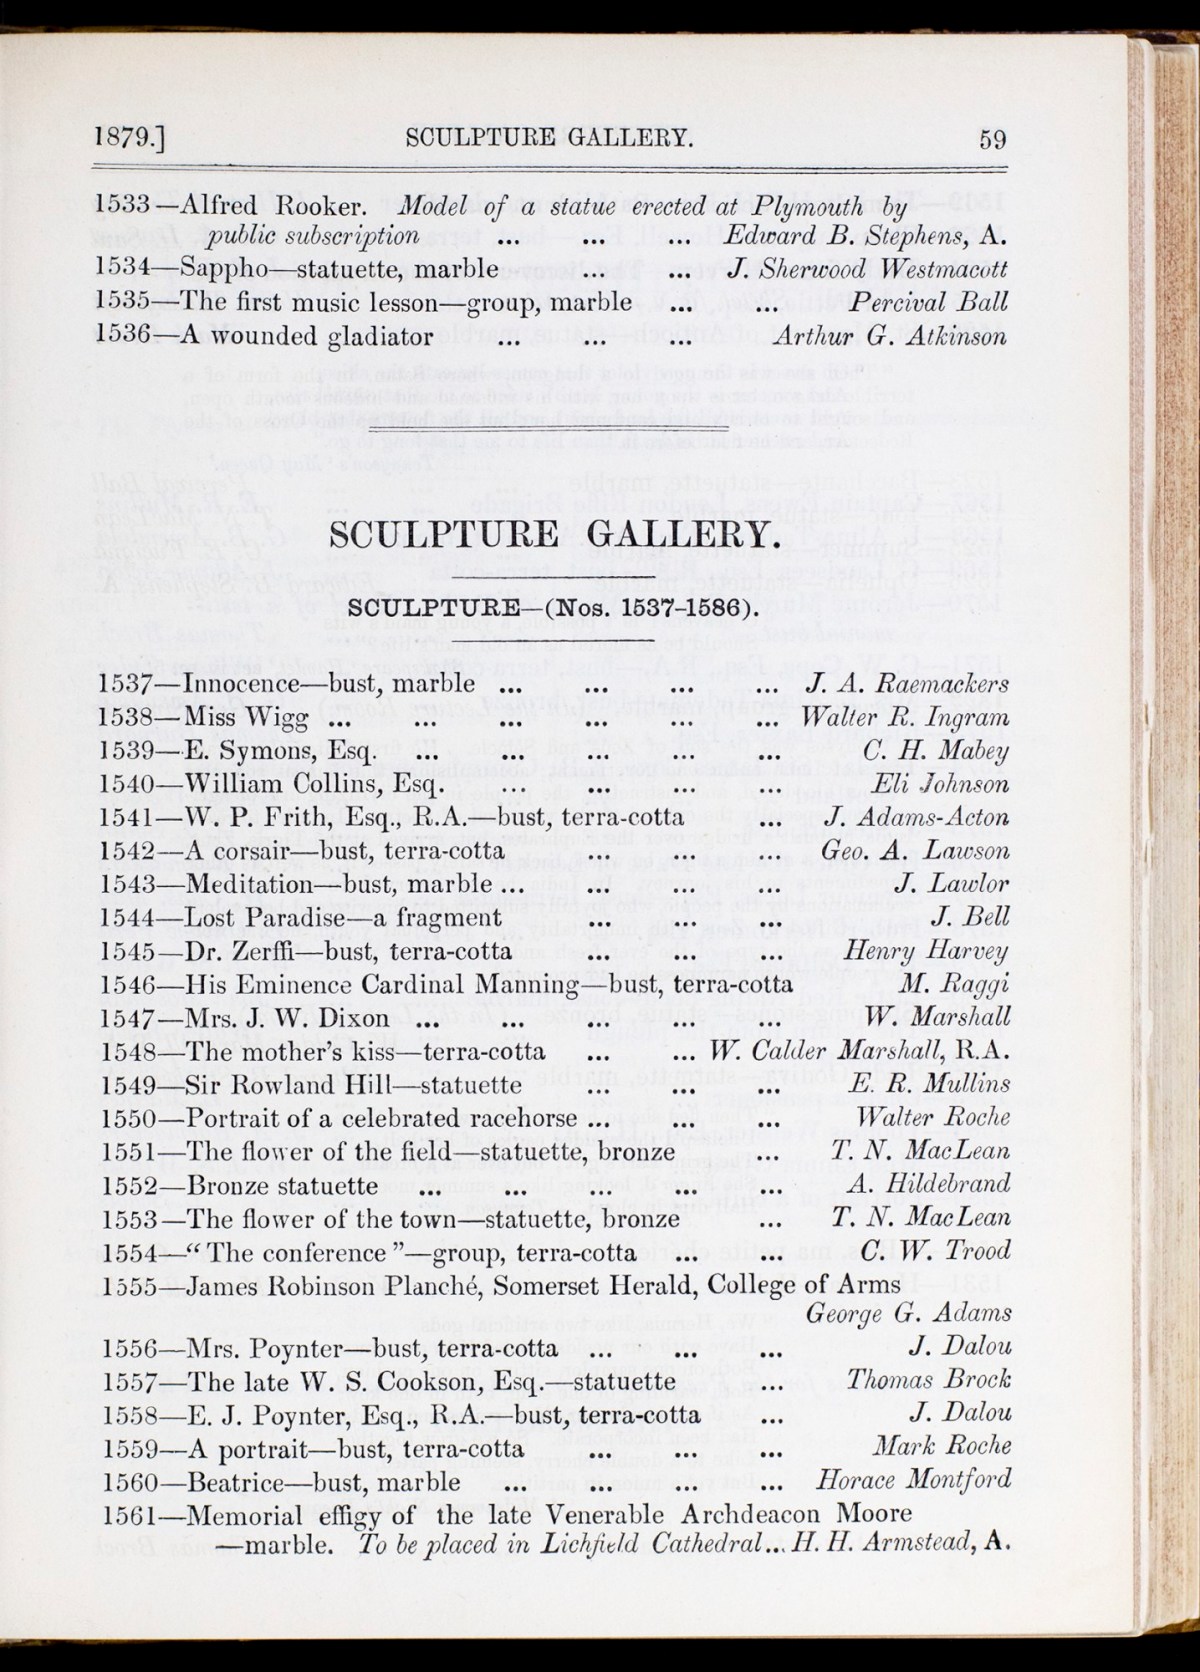 1879.] SCULPTURE GALLERY. 59
1533—Alfred Rooker. Model of a statue erected at Plymouth by
public subscription ... ... ... Edward B. Stephens, A.
1534—Sappho—statuette, marble ... ... J. Sherwood Westmacott
1535—The first music lesson—group, marble ... ... Percival Ball
1536—A wounded gladiator ... ... ... Arthur G. Atkinson
SCULPTURE GALLERY.
SCULPTURE—(Nos. 1537-1586).
1537—Innocence—bust, marble ... ... ... ... J. A. Raemackers
1538—Miss Wigg ... ... ... ... ... ... Walter R. Ingram
1539—E. Symons, Esq. ... ... ... ... ... C. H. Mabey
1540—William Collins, Esq. ... ... ... ... Eli Johnson
1541—W. P. Frith, Esq., R.A.—bust, terra-cotta ... J. Adams-Acton
1542—A corsair—bust, terra-cotta ... ... ... Geo. A. Lawson
1543—Meditation—bust, marble ... ... ... ... J. Lawlor
1544—Lost Paradise—a fragment ... ... ... J. Bell
1545—Dr. Zerffi—bust, terra-cotta ... ... ... Henry Harvey
1546—His Eminence Cardinal Manning—bust, terra-cotta M. Raggi
1547—Mrs. J. W. Dixon ... ... ... ... ... W. Marshall
1548—The mother's kiss—terra-cotta ... ... W. Calder Marshall, R.A.
1549—Sir Rowland Hill—statuette ... ... ... E. R. Mullins
1550—Portrait of a celebrated racehorse ... ... ... Walter Roche
1551—The flower of the field—statuette, bronze ... T. N. MacLean
1552—Bronze statuette ... ... ... ... ... A. Hildebrand
1553—The flower of the town—statuette, bronze ... T. N. MacLean
1554—“The conference”—group, terra-cotta ... ... C. W. Trood
1555—James Robinson Planché, Somerset Herald, College of Arms
George G. Adams
1556—Mrs. Poynter—bust, terra-cotta ... ... ... J. Dalou
1557—The late W. S. Cookson, Esq.—statuette ... Thomas Brock
1558—E. J. Poynter, Esq., R.A.—bust, terra-cotta ... J. Dalou
1559—A portrait—bust, terra-cotta ... ... ... Mark Roche
1560—Beatrice—bust, marble ... ... ... ... Horace Montford
1561—Memorial effigy of the late Venerable Archdeacon Moore
—marble. To be placed in Lichfield Cathedral... H. H. Armstead, A.